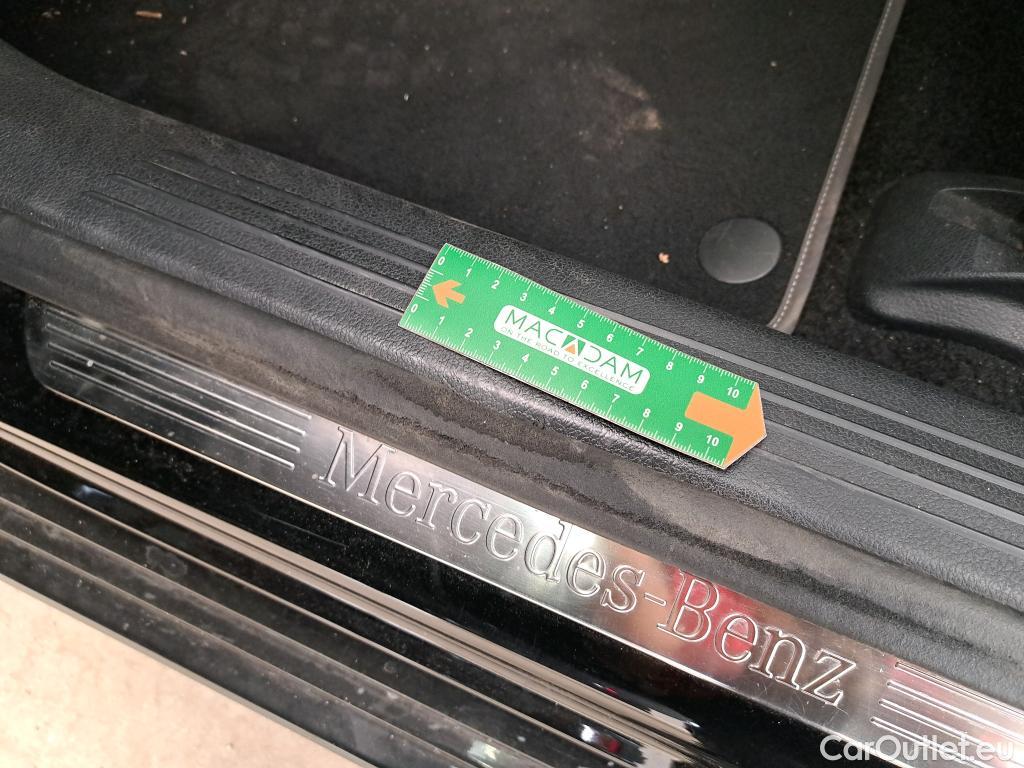 0 1 2 3 4 5 6 7 8 9 10
MACADAM
ON THE ROAD TO EXCELLENCE
0 1 2 3 4 5 6 7 8 9 10
Mercedes-Benz
CarOutlet.eu